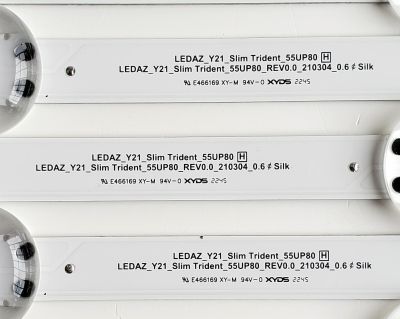 LEDAZ_Y21_Slim Trident_55UP80 H
LEDAZ_Y21_Slim Trident_55UP80_REV0.0_210304_0.6 ≠ Silk
E466169 XY-M 94V-0 XYDS 2245
LEDAZ_Y21_Slim Trident_55UP80 H
LEDAZ_Y21_Slim Trident_55UP80_REV0.0_210304_0.6 ≠ Silk
E466169 XY-M 94V-0 XYDS 2245
LEDAZ_Y21_Slim Trident_55UP80 H
LEDAZ_Y21_Slim Trident_55UP80_REV0.0_210304_0.6 ≠ Silk
E466169 XY-M 94V-0 XYDS 2245